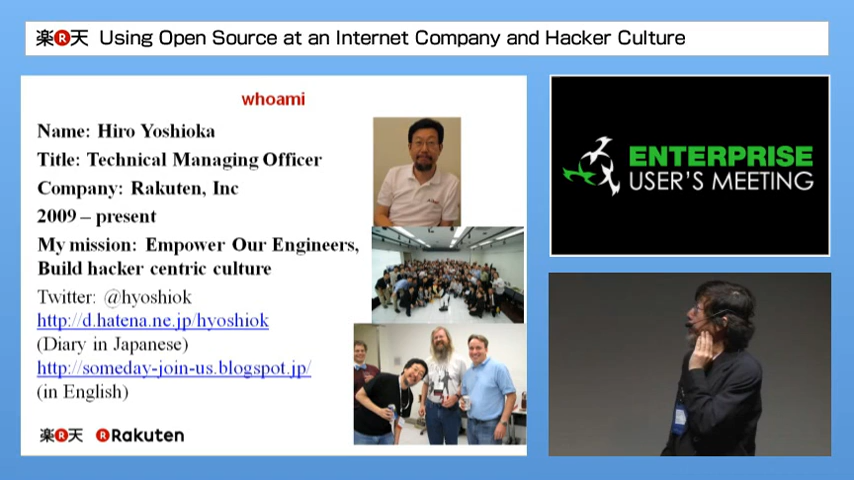 楽R天 Using Open Source at an Internet Company and Hacker Culture
whoami
Name: Hiro Yoshioka
Title: Technical Managing Officer
Company: Rakuten, Inc
2009 – present
My mission: Empower Our Engineers,
Build hacker centric culture
Twitter: @hyoshiok
http://d.hatena.ne.jp/hyoshiok
(Diary in Japanese)
http://someday-join-us.blogspot.jp/
(in English)
楽R天 R Rakuten
ENTERPRISE
USER'S MEETING